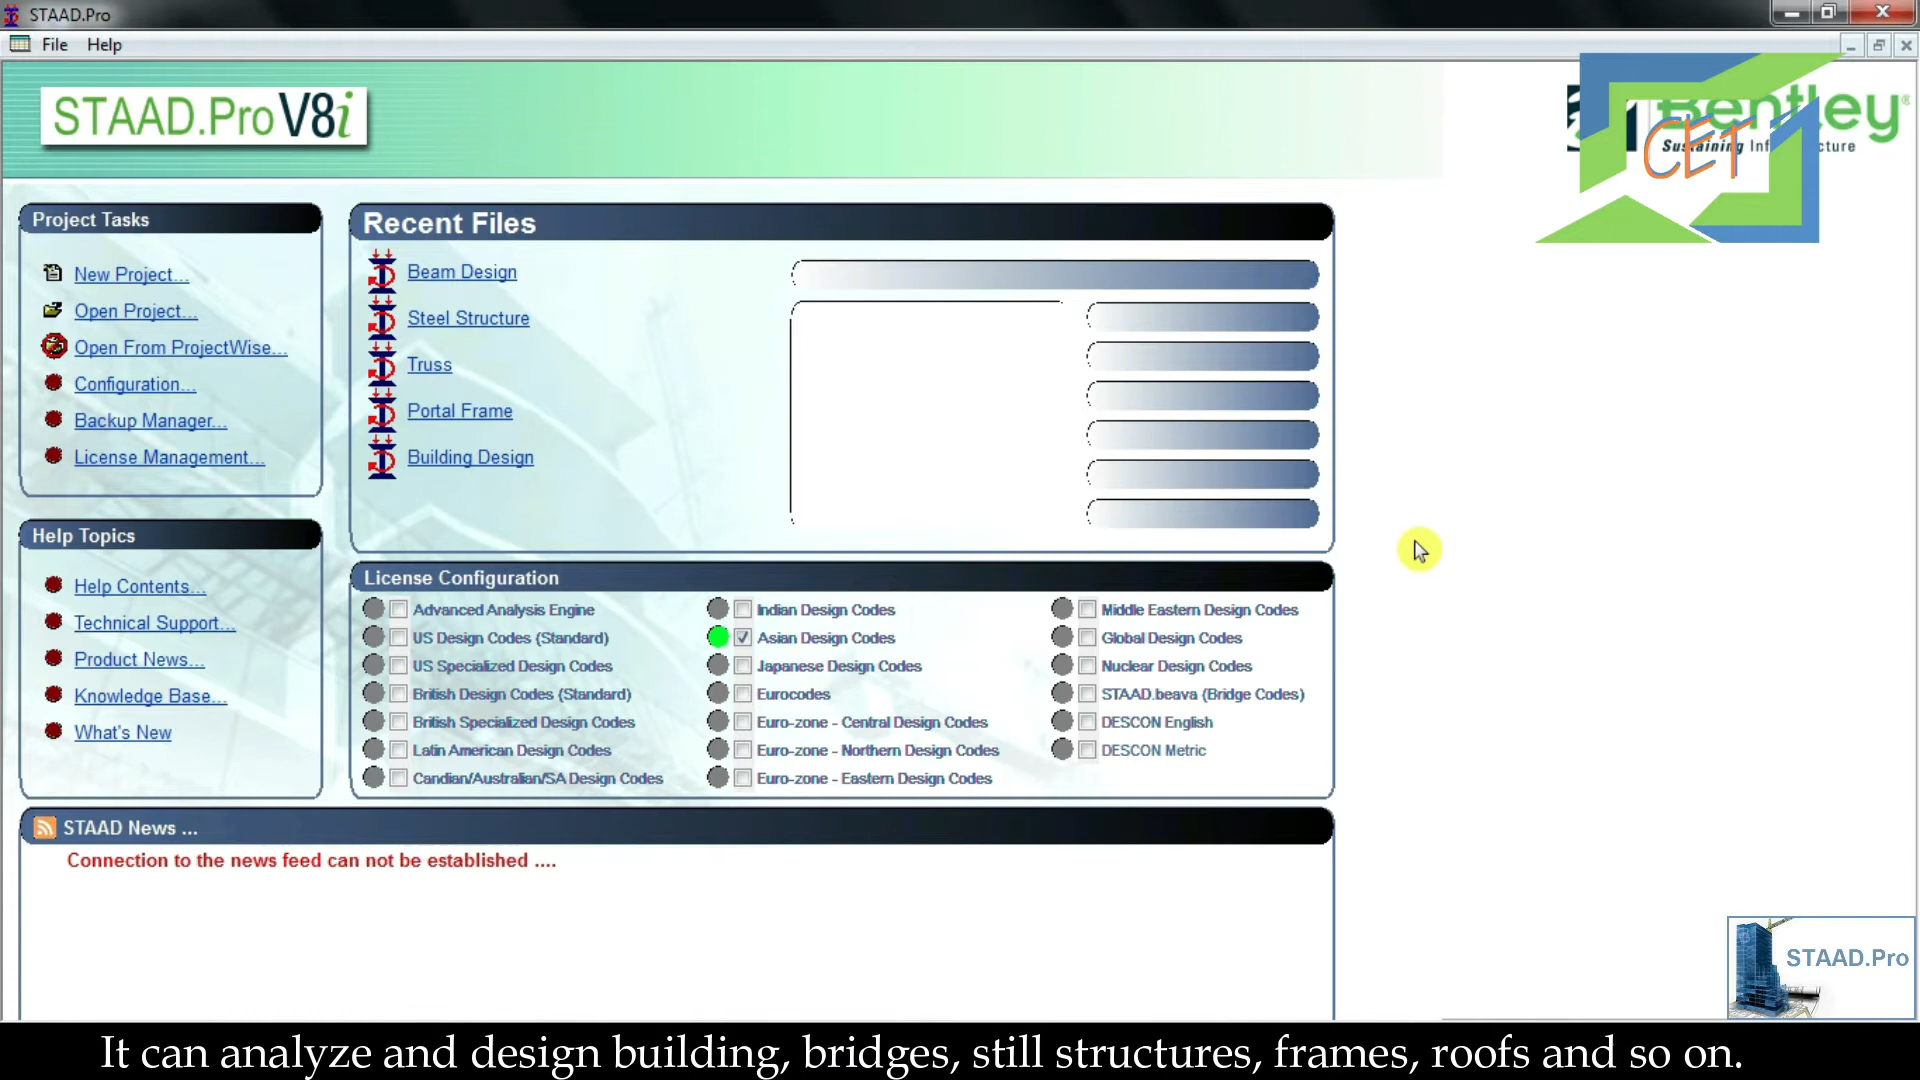 STAAD.Pro
File Help
STAAD.Pro V8i
Bentley
Sustaining
CET
Project Tasks
New Project...
Open Project...
Open From ProjectWise...
Configuration...
Backup Manager...
License Management...
Recent Files
Beam Design
Steel Structure
Truss
Portal Frame
Building Design
Help Topics
Help Contents...
Technical Support...
Product News...
Knowledge Base...
What's New
License Configuration
Advanced Analysis Engine
US Design Codes (Standard)
US Specialized Design Codes
British Design Codes (Standard)
British Specialized Design Codes
Latin American Design Codes
Candian/Australian/SA Design Codes
Indian Design Codes
Asian Design Codes
Japanese Design Codes
Eurocodes
Euro-zone - Central Design Codes
Euro-zone - Northern Design Codes
Euro-zone - Eastern Design Codes
Middle Eastern Design Codes
Global Design Codes
Nuclear Design Codes
STAAD.beava (Bridge Codes)
DESCON English
DESCON Metric
STAAD News ...
Connection to the news feed can not be established ....
STAAD.Pro
It can analyze and design building, bridges, still structures, frames, roofs and so on.